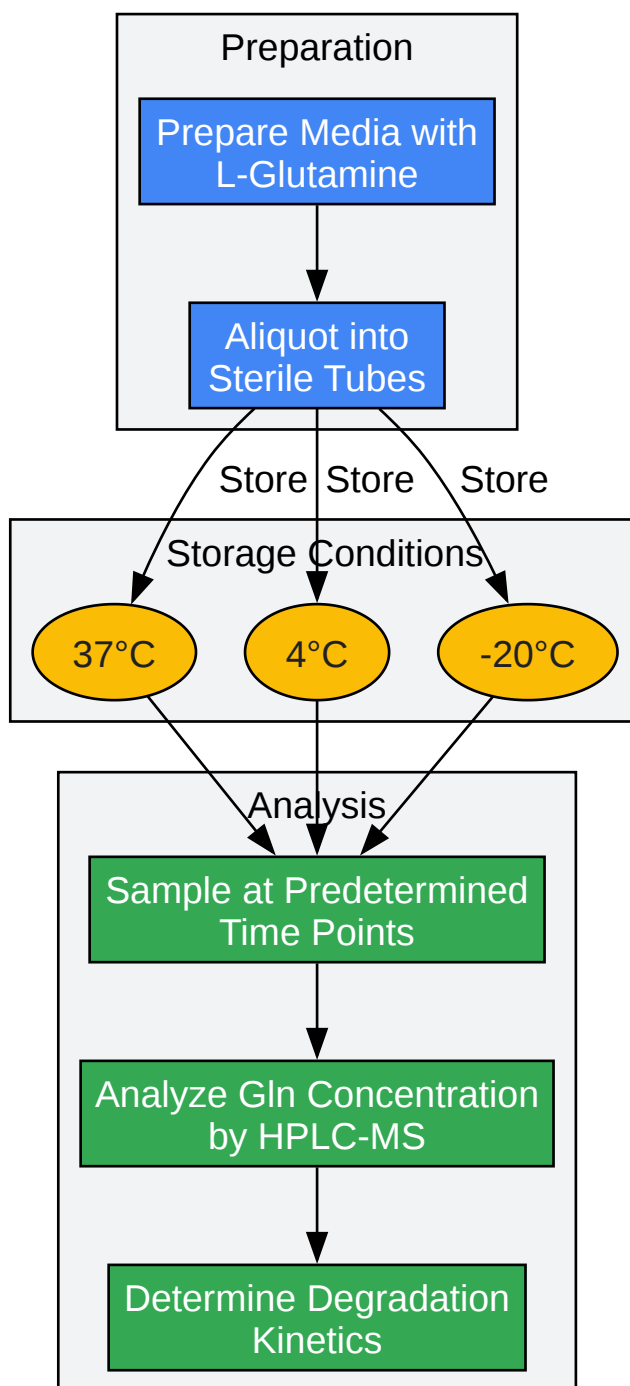 Preparation
Prepare Media with
L-Glutamine
Aliquot into
Sterile Tubes
Store
Store
Store
Storage Conditions
37°C
4°C
-20°C
Analysis
Sample at Predetermined
Time Points
Analyze Gln Concentration
by HPLC-MS
Determine Degradation
Kinetics